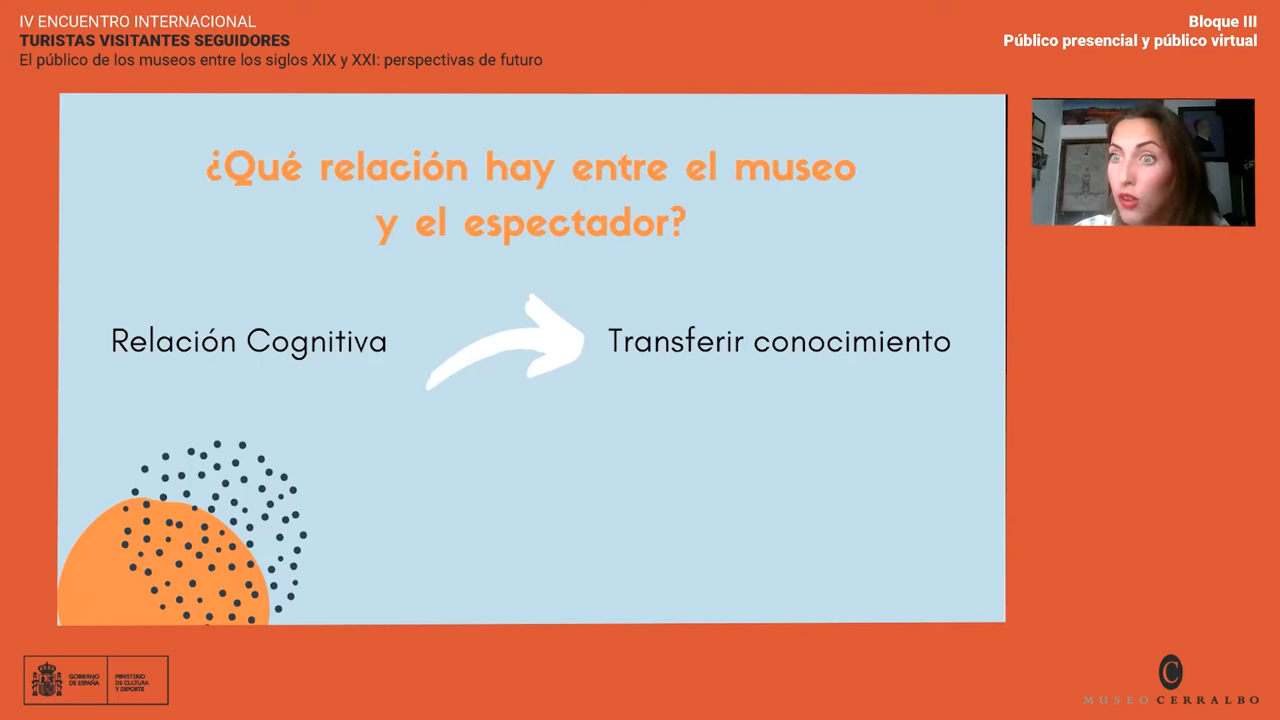 IV ENCUENTRO INTERNACIONAL
TURISTAS VISITANTES SEGUIDORES
El público de los museos entre los siglos XIX y XXI: perspectivas de futuro
Bloque III
Público presencial y público virtual
¿Qué relación hay entre el museo
y el espectador?
Relación Cognitiva
Transferir conocimiento
GOBIERNO
DE ESPAÑA
MINISTERIO
DE CULTURA
Y DEPORTE
C
MUSEO CERRALBO